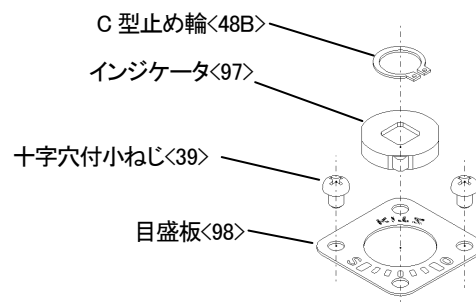 C 型止め輪<48B>
インジケータ<97>
十字穴付小ねじ<39>
目盛板<98>
KITZ
S
O